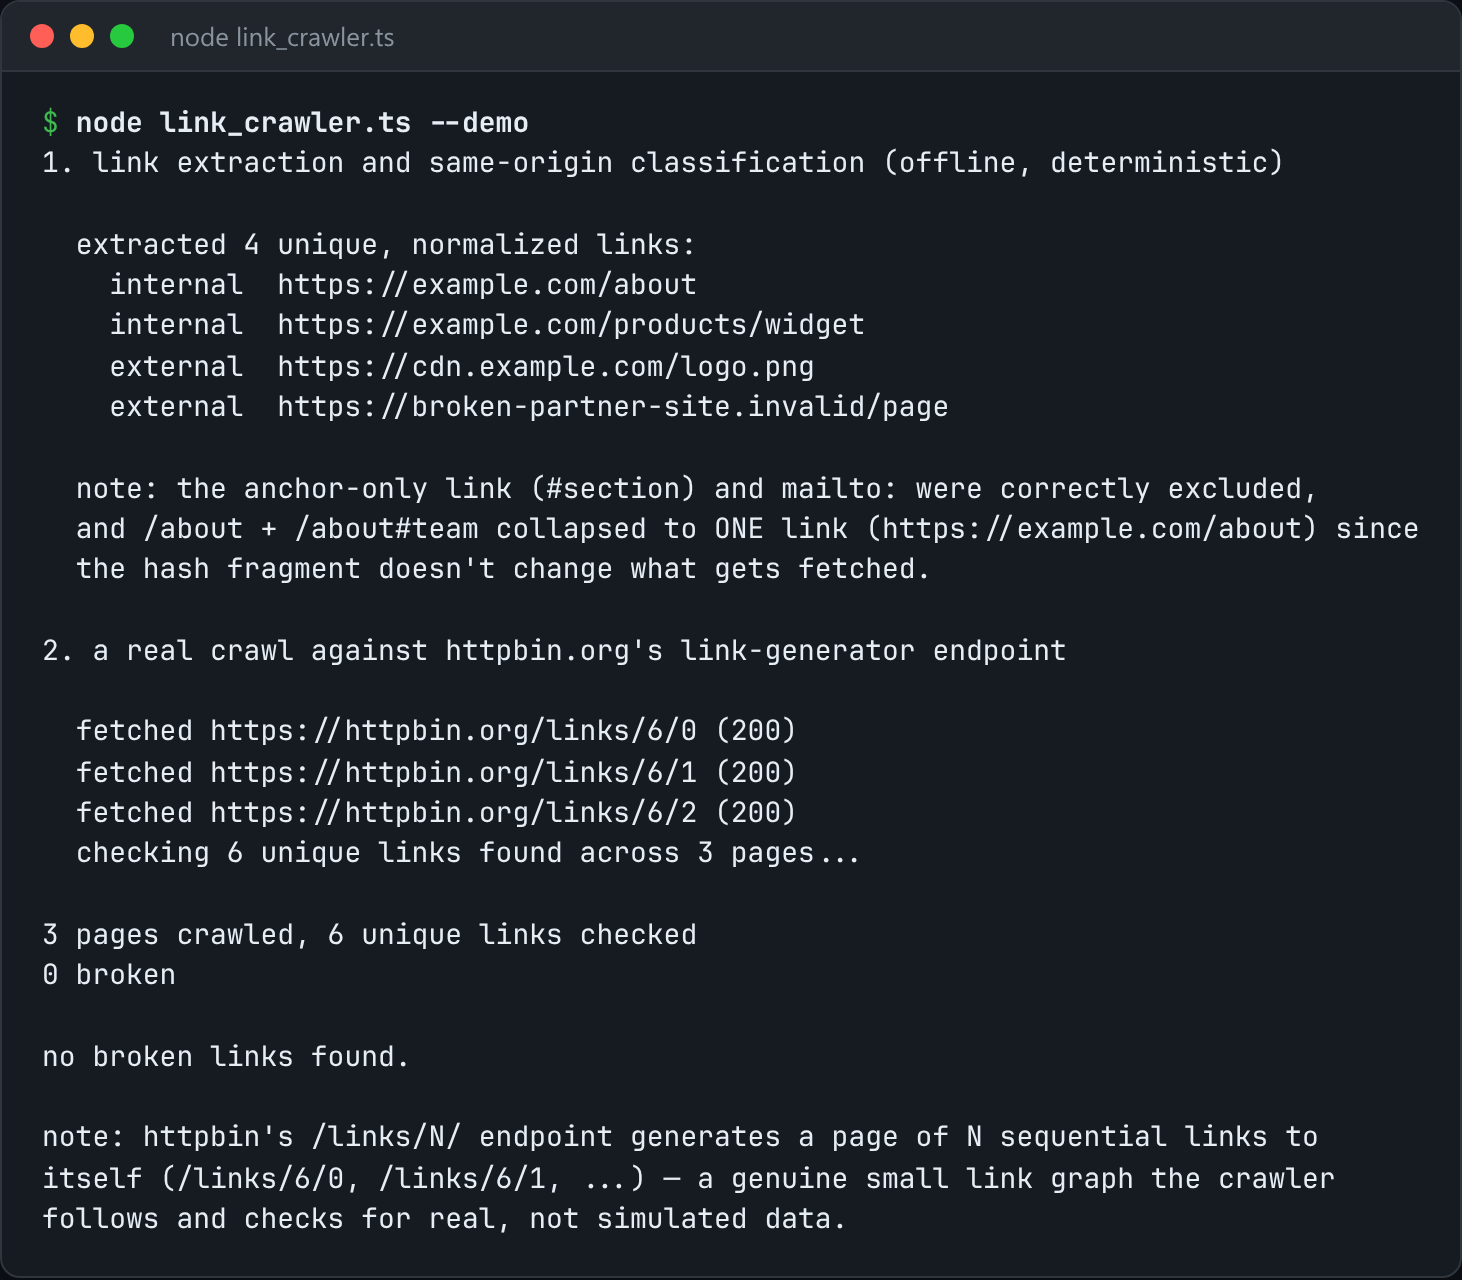 node link_crawler.ts
$ node link_crawler.ts --demo
1. link extraction and same-origin classification (offline, deterministic)
extracted 4 unique, normalized links:
internal  https://example.com/about
internal  https://example.com/products/widget
external  https://cdn.example.com/logo.png
external  https://broken-partner-site.invalid/page
note: the anchor-only link (#section) and mailto: were correctly excluded,
and /about + /about#team collapsed to ONE link (https://example.com/about) since
the hash fragment doesn't change what gets fetched.
2. a real crawl against httpbin.org's link-generator endpoint
fetched https://httpbin.org/links/6/0 (200)
fetched https://httpbin.org/links/6/1 (200)
fetched https://httpbin.org/links/6/2 (200)
checking 6 unique links found across 3 pages...
3 pages crawled, 6 unique links checked
0 broken
no broken links found.
note: httpbin's /links/N/ endpoint generates a page of N sequential links to
itself (/links/6/0, /links/6/1, ...) — a genuine small link graph the crawler
follows and checks for real, not simulated data.